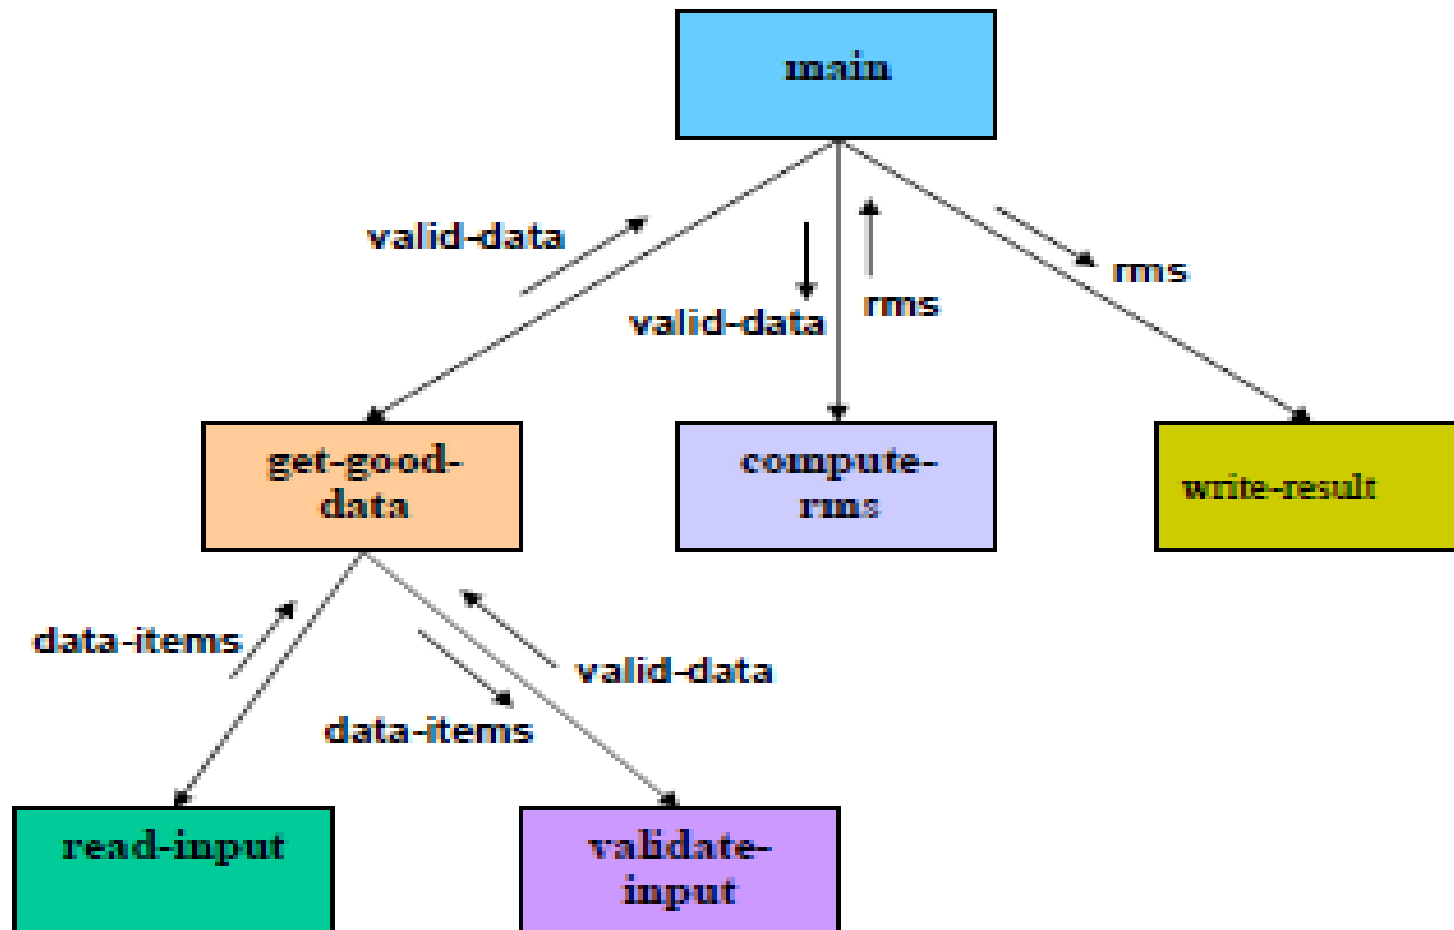 main
valid-data
rms
valid-data
rms
get-good-
data
compute-
rms
write-result
data-items
valid-data
data-items
read-input
validate-
input